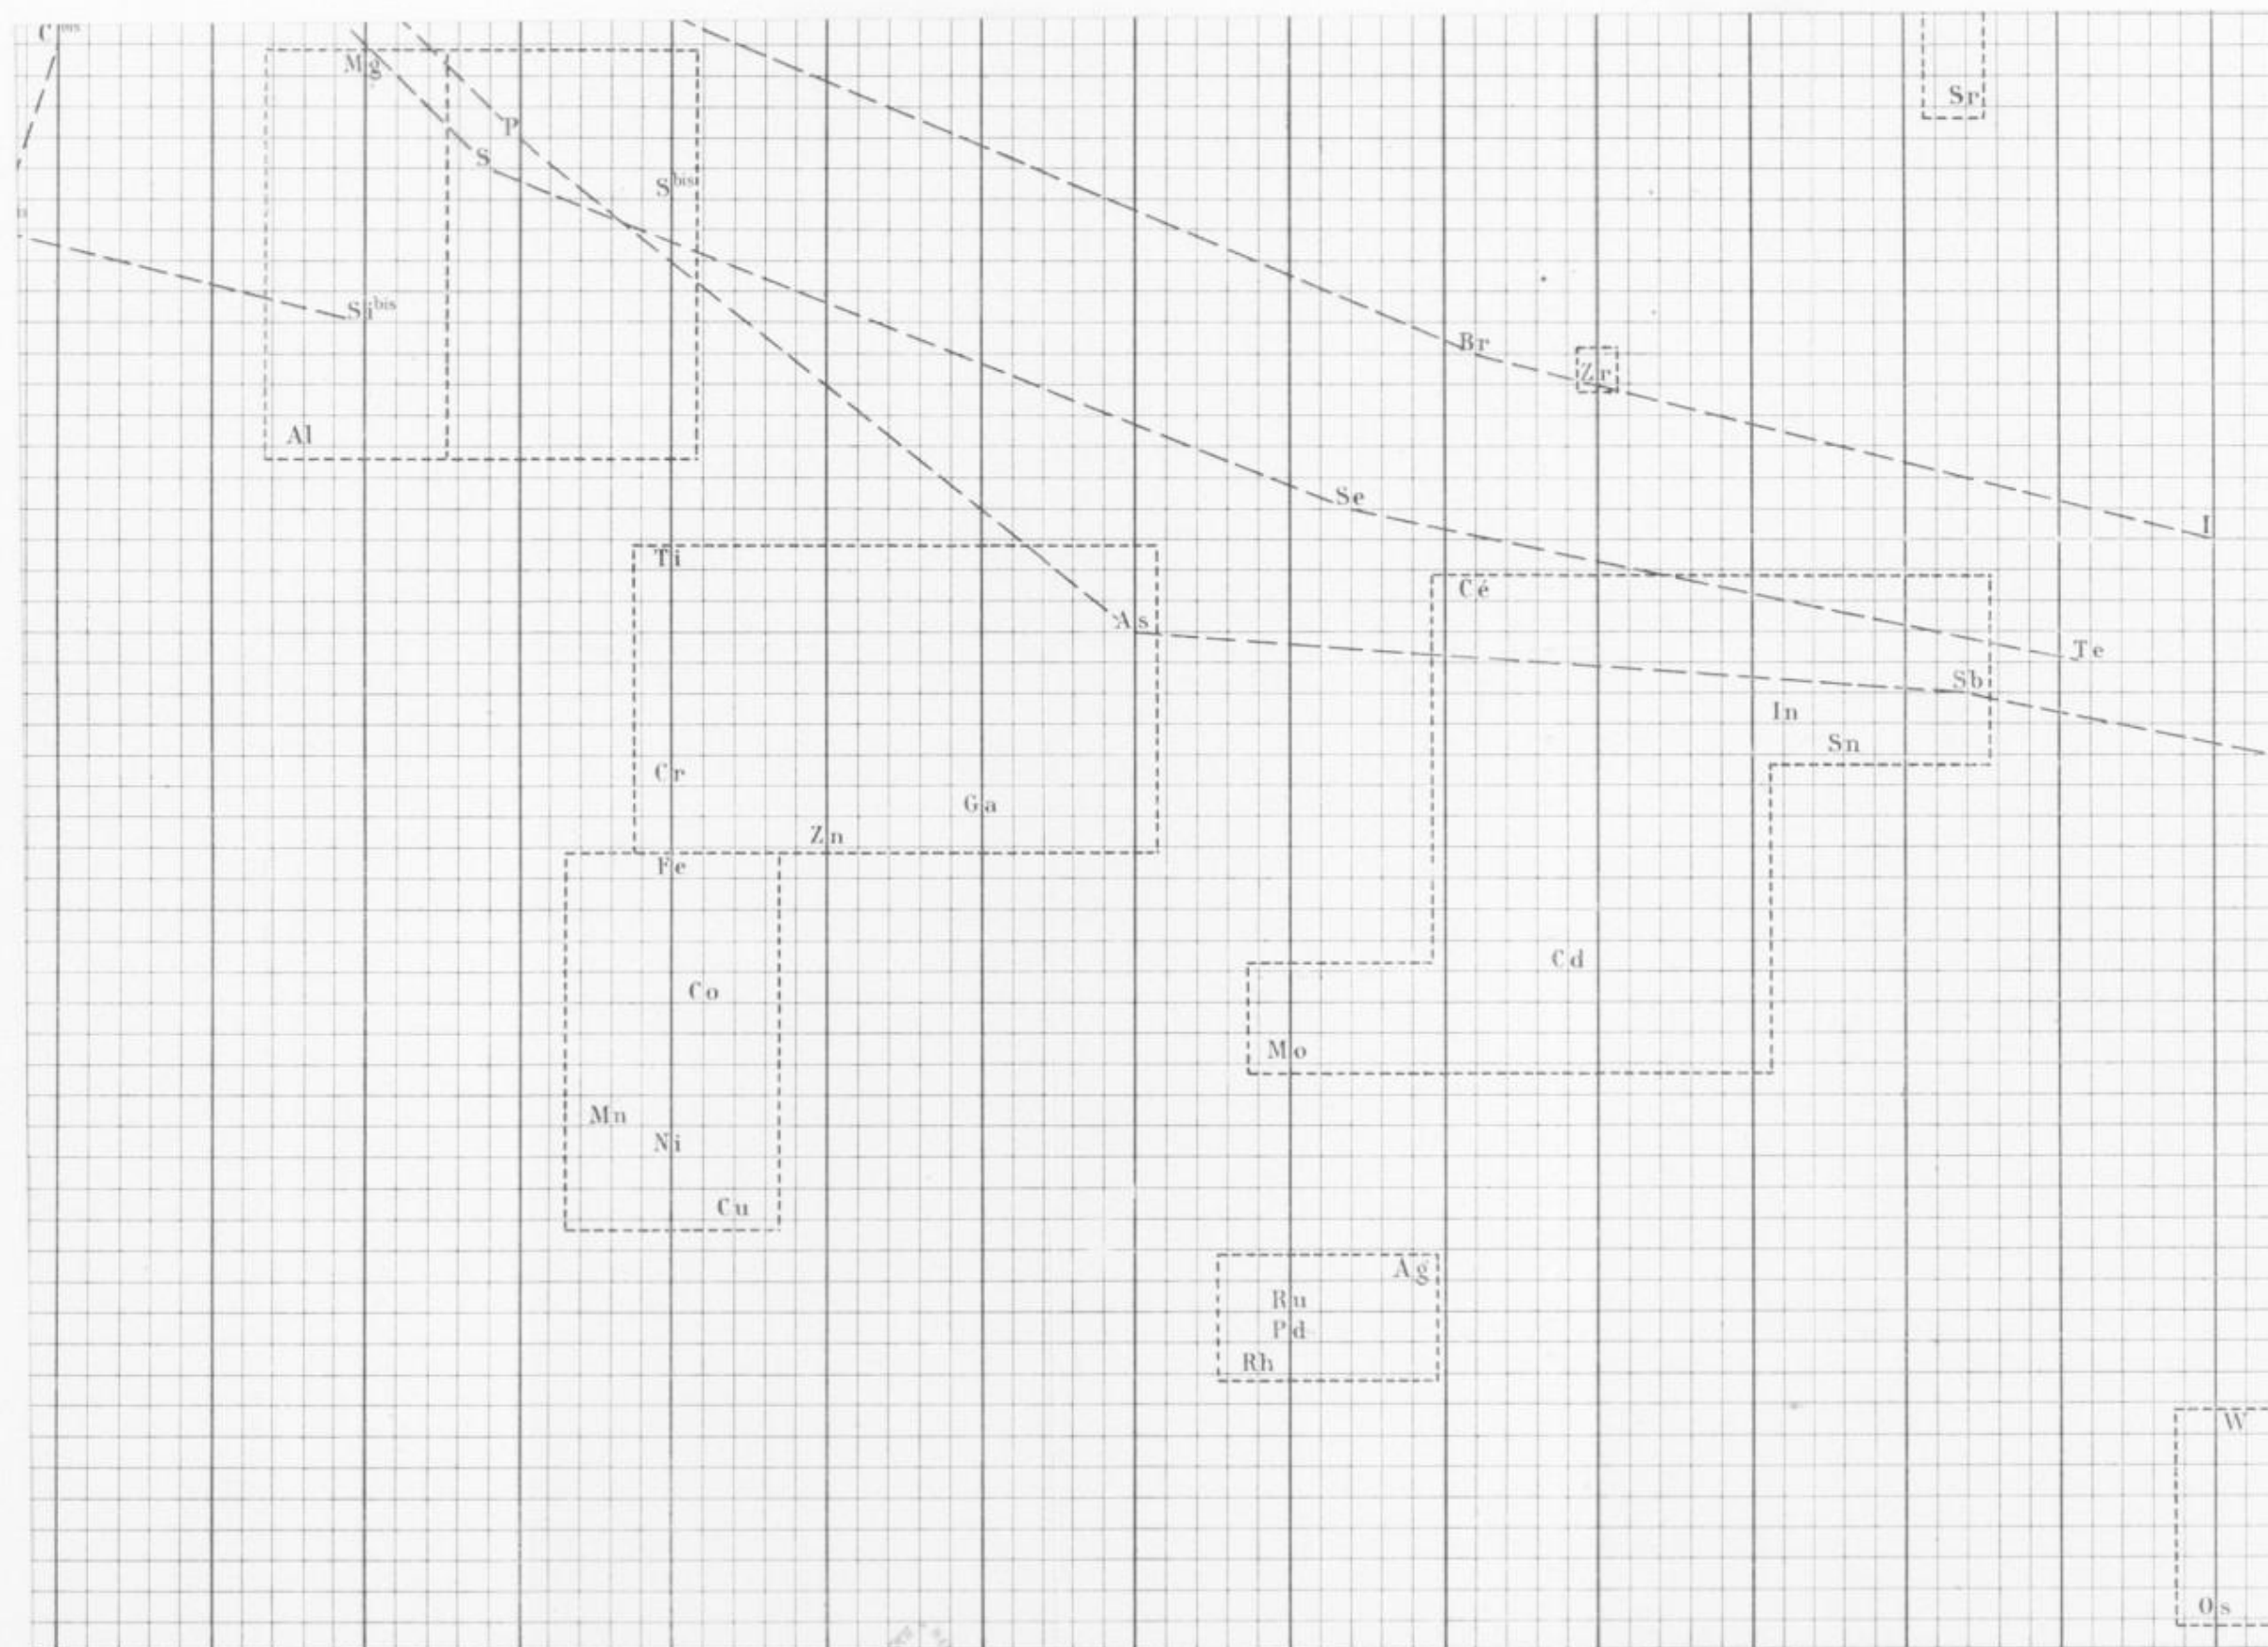 C bis
Mg
Sr
P
S
S bis
Si bis
Br
Zr
Al
Se
I
Ti
Cé
As
Te
Sb
In
Sn
Cr
Ga
Zn
Fe
Cd
Co
Mo
Mn
Ni
Cu
Ag
Ru
Pd
Rh
W
Os